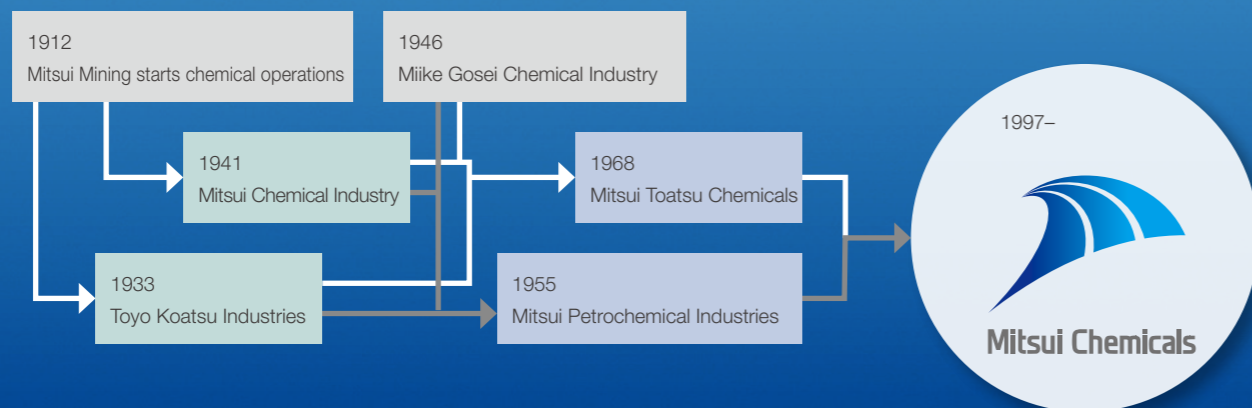 1912
Mitsui Mining starts chemical operations
1946
Miike Gosei Chemical Industry
1941
Mitsui Chemical Industry
1968
Mitsui Toatsu Chemicals
1933
Toyo Koatsu Industries
1955
Mitsui Petrochemical Industries
1997–
Mitsui Chemicals